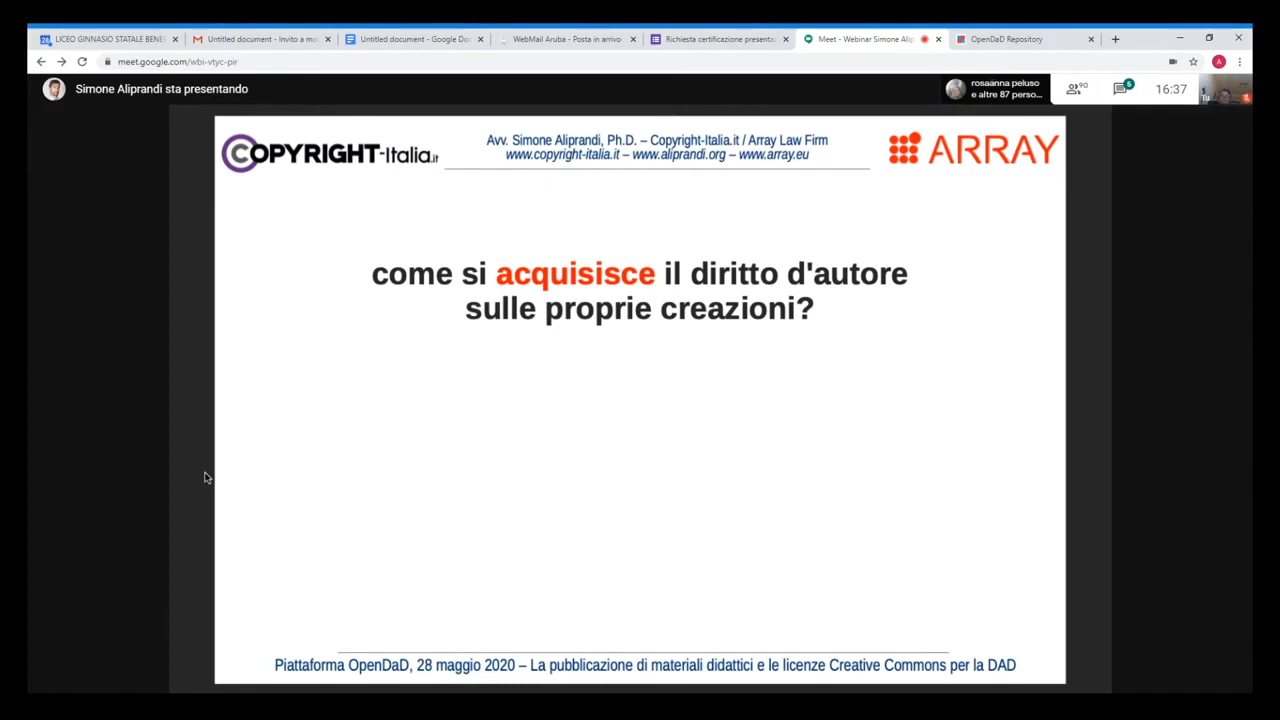 LICEO GINNASIO STATALE BENE
Untitled document - Invito a mo
Untitled document - Google Do
WebMail Aruba - Posta in arrivo
Richiesta certificazione presenta
Meet - Webinar Simone Alip
OpenDaD Repository
meet.google.com/wbi-vtyc-pir
A
Simone Aliprandi sta presentando
rosaanna peluso
e altre 87 perso...
90
6
16:37
Tu
COPYRIGHT-Italia.it
Avv. Simone Aliprandi, Ph.D. – Copyright-Italia.it / Array Law Firm
www.copyright-italia.it – www.aliprandi.org – www.array.eu
ARRAY
come si acquisisce il diritto d'autore
sulle proprie creazioni?
Piattaforma OpenDaD, 28 maggio 2020 – La pubblicazione di materiali didattici e le licenze Creative Commons per la DAD